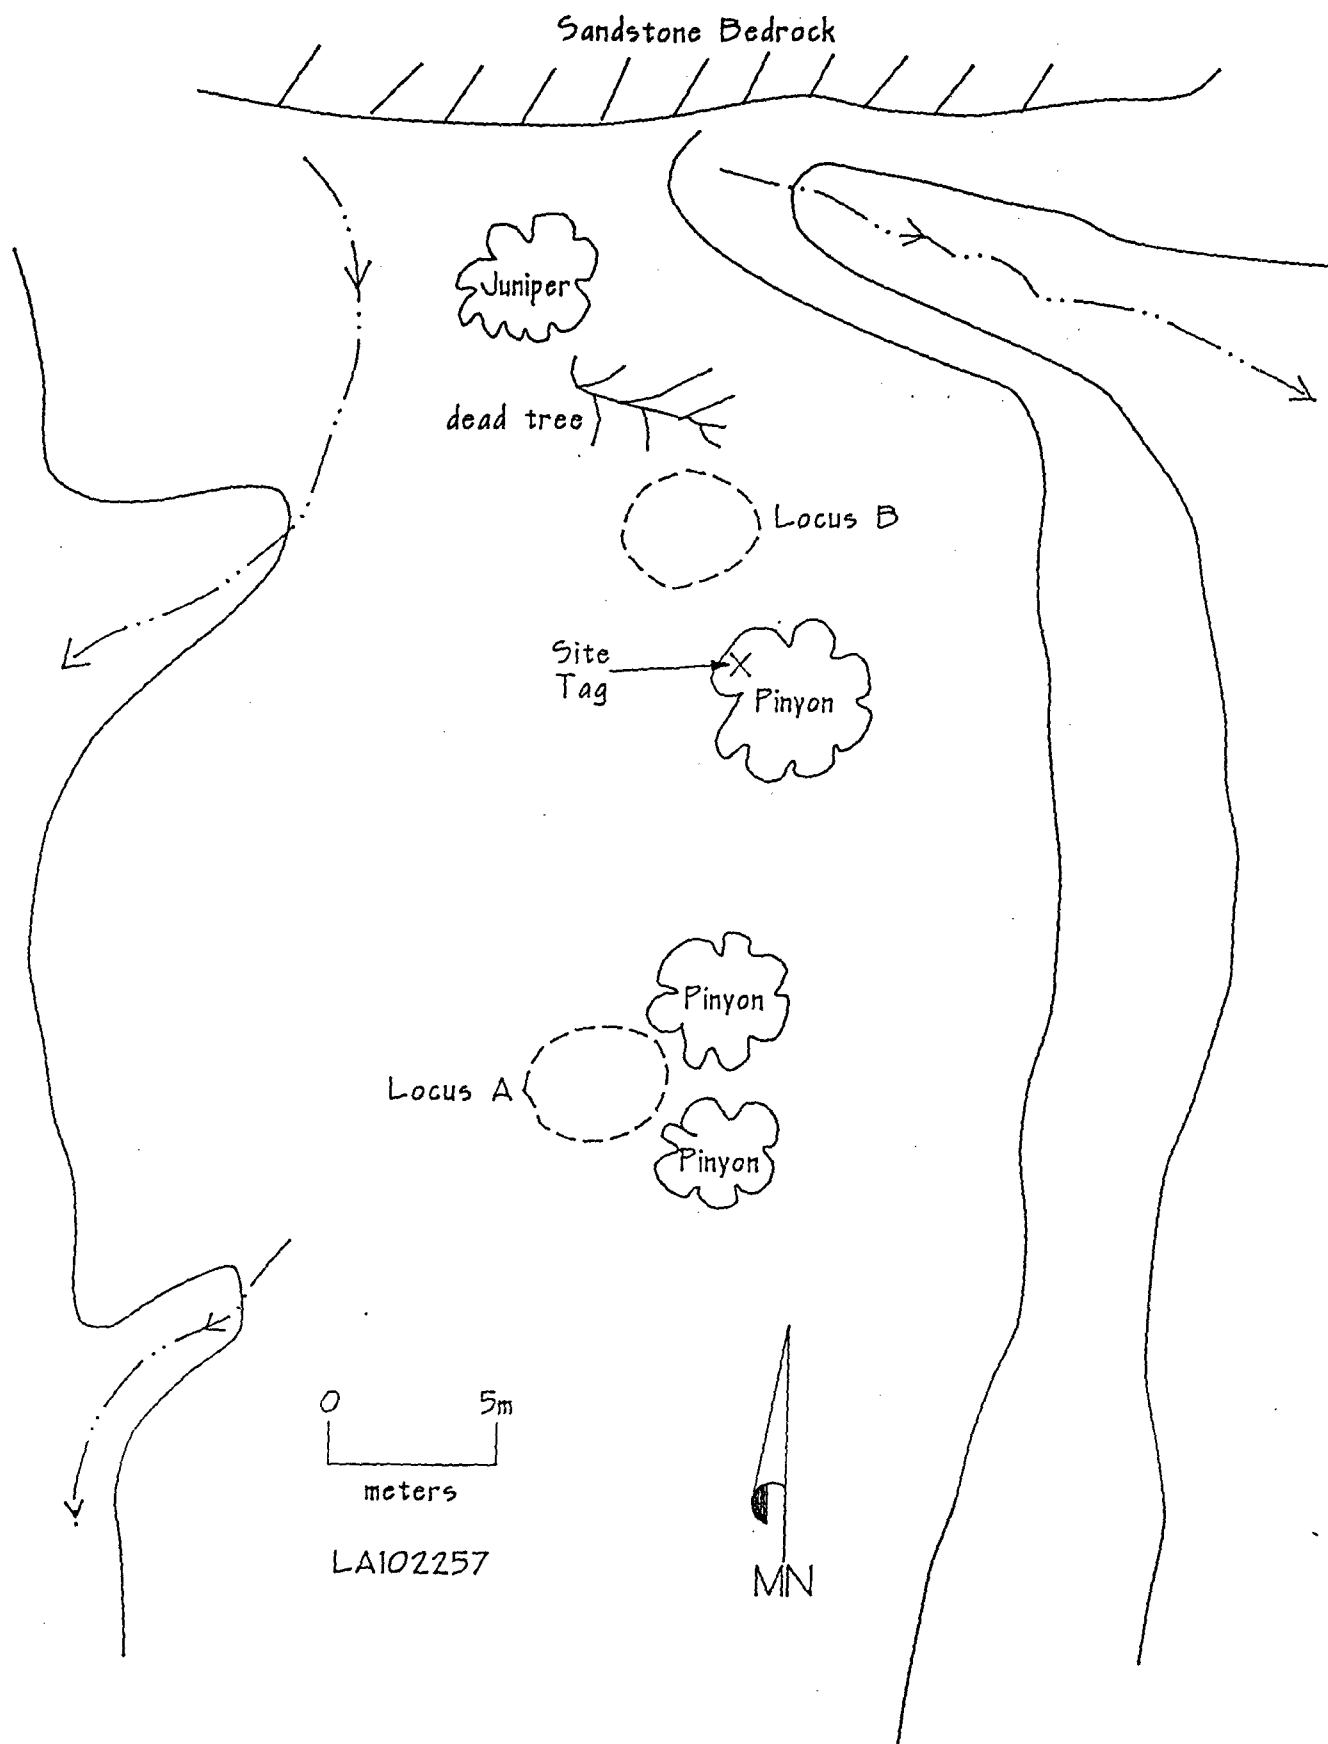 Sandstone Bedrock
Juniper
dead tree
Locus B
Site
Tag
X
Pinyon
Pinyon
Locus A
Pinyon
0 5m
meters
LA102257
MN